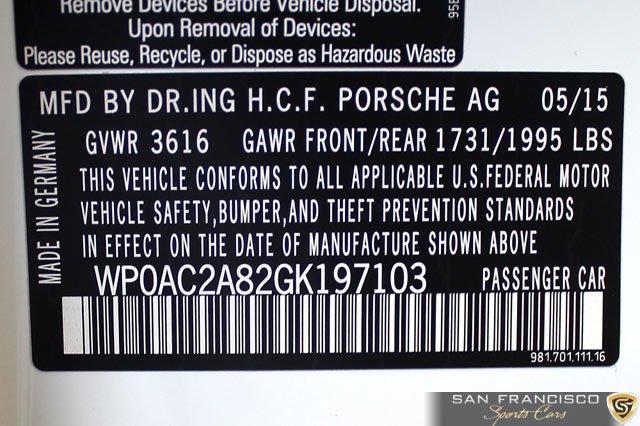 Remove Devices Before Vehicle Disposal.
Upon Removal of Devices:
Please Reuse, Recycle, or Dispose as Hazardous Waste
MFD BY DR.ING H.C.F. PORSCHE AG 05/15
GVWR 3616 GAWR FRONT/REAR 1731/1995 LBS
MADE IN GERMANY
THIS VEHICLE CONFORMS TO ALL APPLICABLE U.S.FEDERAL MOTOR
VEHICLE SAFETY,BUMPER,AND THEFT PREVENTION STANDARDS
IN EFFECT ON THE DATE OF MANUFACTURE SHOWN ABOVE
WP0AC2A82GK197103 PASSENGER CAR
981.701.111.16
SAN FRANCISCO
Sports Cars